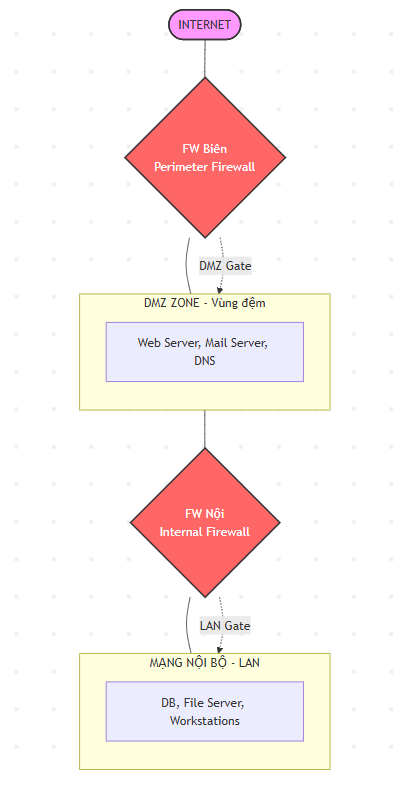 INTERNET
FW Biên
Perimeter Firewall
DMZ Gate
DMZ ZONE - Vùng đệm
Web Server, Mail Server,
DNS
FW Nội
Internal Firewall
LAN Gate
MẠNG NỘI BỘ - LAN
DB, File Server,
Workstations